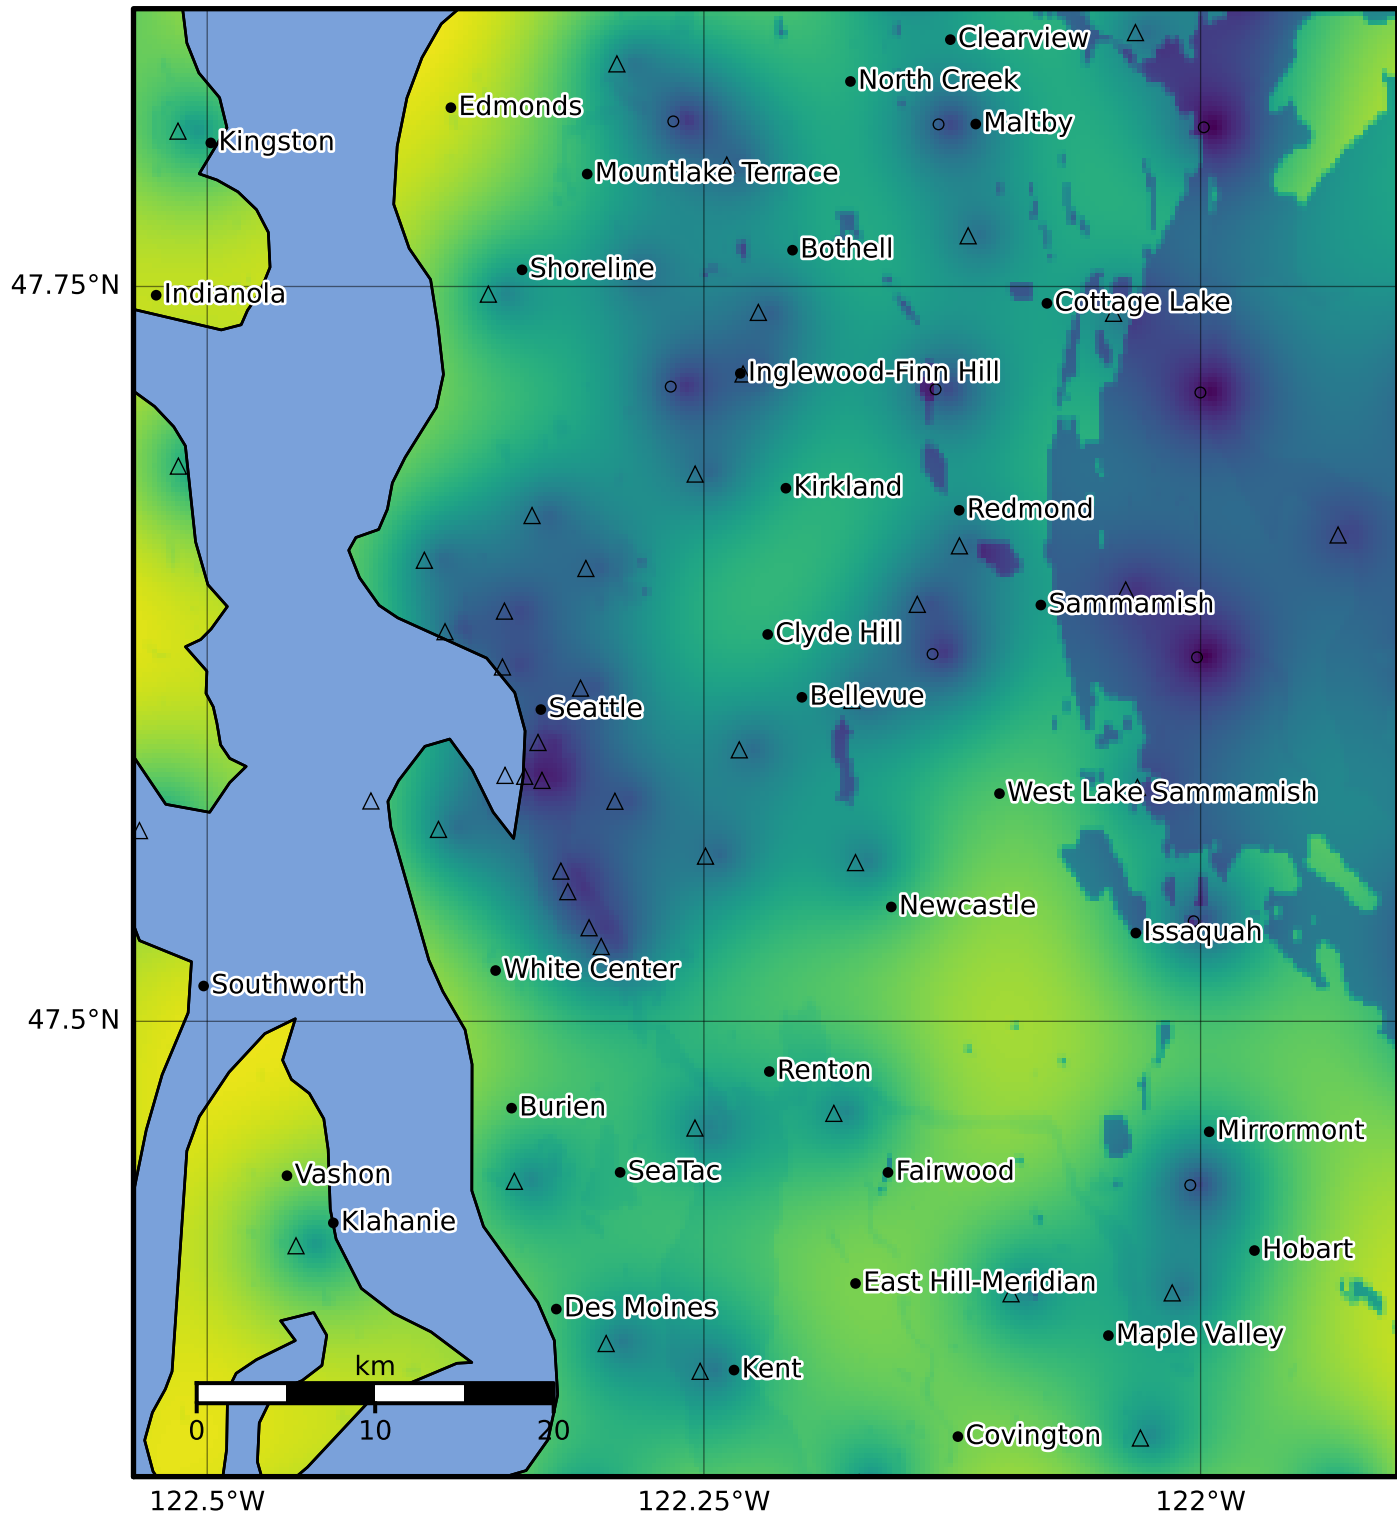 Clearview
North Creek
Edmonds
Maltby
Kingston
Mountlake Terrace
Bothell
Shoreline
47.75°N
Indianola
Cottage Lake
Inglewood-Finn Hill
Kirkland
Redmond
Sammamish
Clyde Hill
Bellevue
Seattle
West Lake Sammamish
Newcastle
Issaquah
White Center
Southworth
47.5°N
Renton
Burien
Mirrormont
SeaTac
Fairwood
Vashon
Klahanie
Hobart
East Hill-Meridian
Des Moines
Maple Valley
km
Kent
0 10 20
Covington
122.5°W 122.25°W 122°W